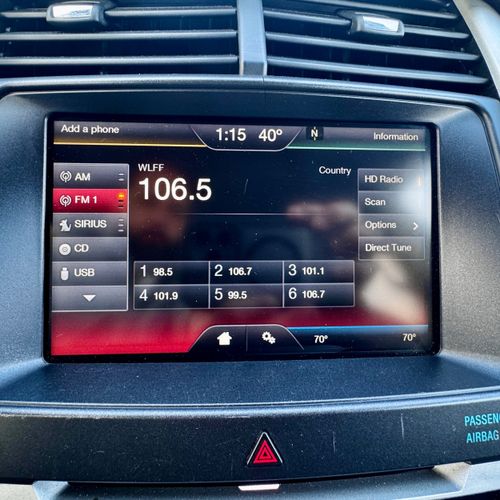 Add a phone
1:15 40° N
Information
WLFF
106.5
Country
AM
FM 1
SIRIUS
CD
USB
HD Radio
Scan
Options >
Direct Tune
1 98.5 2 106.7 3 101.1
4 101.9 5 99.5 6 106.7
70° 70°
PASSENG
AIRBAG